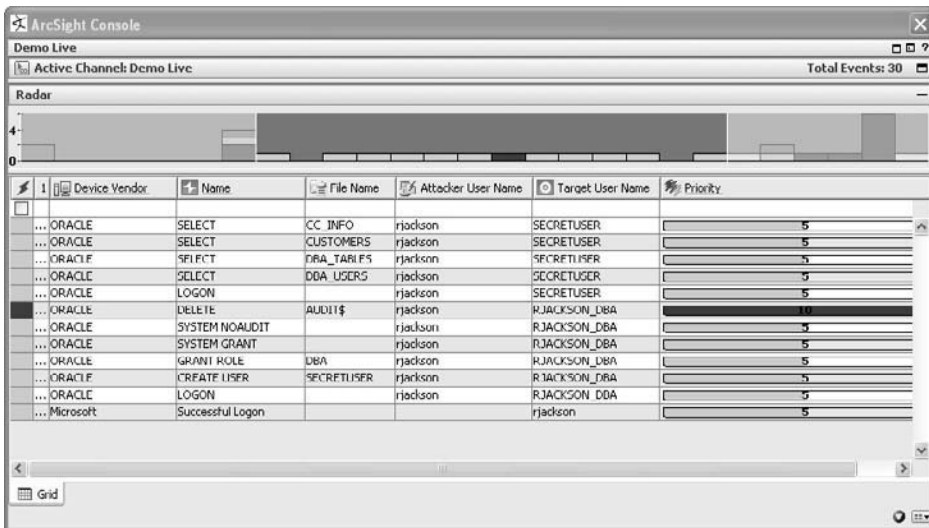 ArcSight Console
Demo Live
Active Channel: Demo Live Total Events: 30
Radar
4
0
1 Device Vendor Name File Name Attacker User Name Target User Name Priority
... ORACLE SELECT CC_INFO rjackson SECRETUSER 5
... ORACLE SELECT CUSTOMERS rjackson SECRETUSER 5
... ORACLE SELECT DBA_TABLES rjackson SECRETUSER 5
... ORACLE SELECT DBA_USERS rjackson SECRETUSER 5
... ORACLE LOGON rjackson SECRETUSER 5
... ORACLE DELETE AUDIT$ rjackson RJACKSON_DBA 10
... ORACLE SYSTEM NOAUDIT rjackson RJACKSON_DBA 5
... ORACLE SYSTEM GRANT rjackson RJACKSON_DBA 5
... ORACLE GRANT ROLE DBA rjackson RJACKSON_DBA 5
... ORACLE CREATE USER SECRETUSER rjackson RJACKSON_DBA 5
... ORACLE LOGON rjackson RJACKSON_DBA 5
... Microsoft Successful Logon rjackson 5
Grid